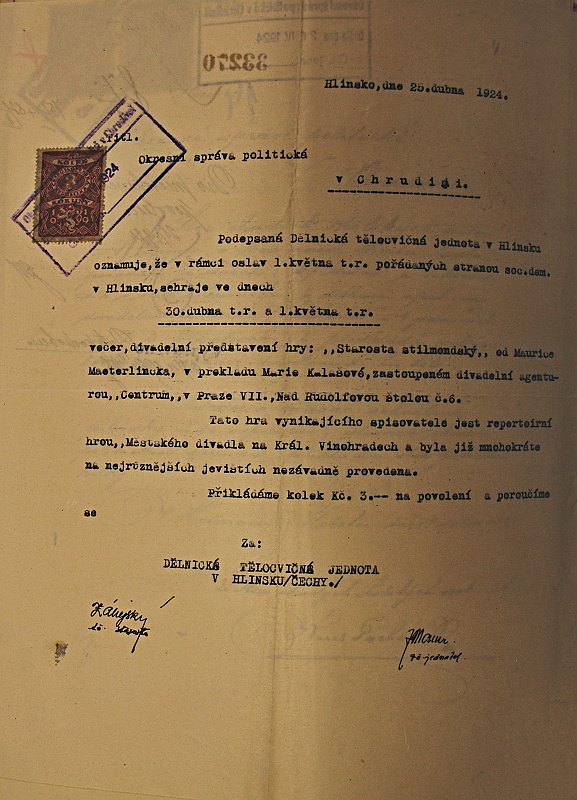 33270
Hlinsko,dne 25.dubna 1924.
Titl.
Okresní správa politická
v Chrudimi.
1924
Podepsaná Dělnická tělocvičná jednota v Hlinsku
oznamuje,že v rámci oslav 1.května t.r. pořádaných stranou soc.dem.
v Hlinsku,sehraje ve dnech
30.dubna t.r. a 1.května t.r.
večer,divadelní představení hry: ,,Starosta stilmondský,, od Maurice
Maeterlincka, v prekladu Marie Kalašové,zastoupeném divadelní agentu-
rou,,Centrum,,v Praze VII.,Nad Rudolfovou štolou č.6.
Tato hra vynikajícího spisovatele jest repertoirní
hrou,,Městského divadla na Král. Vinohradech a byla již mnohokráte
na nejrůznějších jevištích nezávadně provedena.
Přikládáme kolek Kč. 3.-- na povolení a poroučíme
se
Za:
DĚLNICKÁ TĚLOCVIČNÁ JEDNOTA
V HLINSKU/ČECHY./
t.č. starosta
t.č. jednatel.